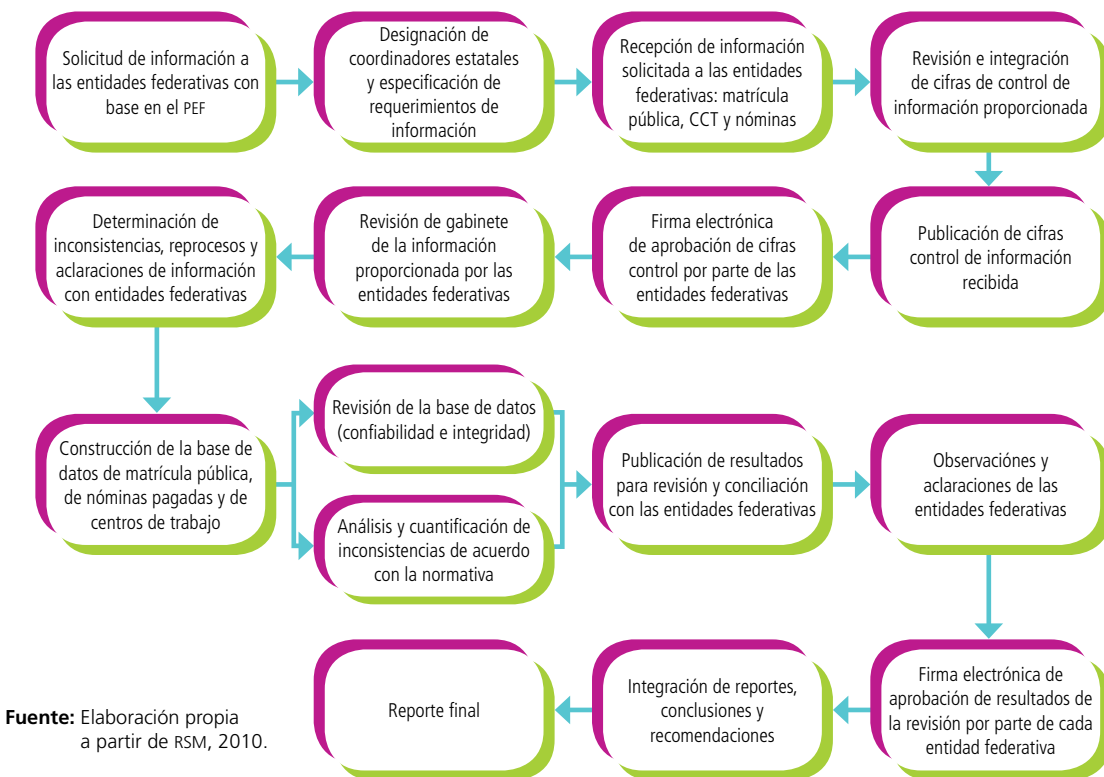 Solicitud de información a
las entidades federativas con
base en el PEF
Designación de
coordinadores estatales
y especificación de
requerimientos de
información
Recepción de información
solicitada a las entidades
federativas: matrícula
pública, CCT y nóminas
Revisión e integración
de cifras de control de
información proporcionada
Publicación de cifras
control de información
recibida
Firma electrónica
de aprobación de cifras
control por parte de las
entidades federativas
Revisión de gabinete
de la información
proporcionada por las
entidades federativas
Determinación de
inconsistencias, reprocesos y
aclaraciones de información
con entidades federativas
Construcción de la base de
datos de matrícula pública,
de nóminas pagadas y de
centros de trabajo
Revisión de la base de datos
(confiabilidad e integridad)
Análisis y cuantificación de
inconsistencias de acuerdo
con la normativa
Publicación de resultados
para revisión y conciliación
con las entidades federativas
Observaciónes y
aclaraciones de las
entidades federativas
Firma electrónica de
aprobación de resultados de
la revisión por parte de cada
entidad federativa
Integración de reportes,
conclusiones y
recomendaciones
Reporte final
Fuente: Elaboración propia
a partir de RSM, 2010.